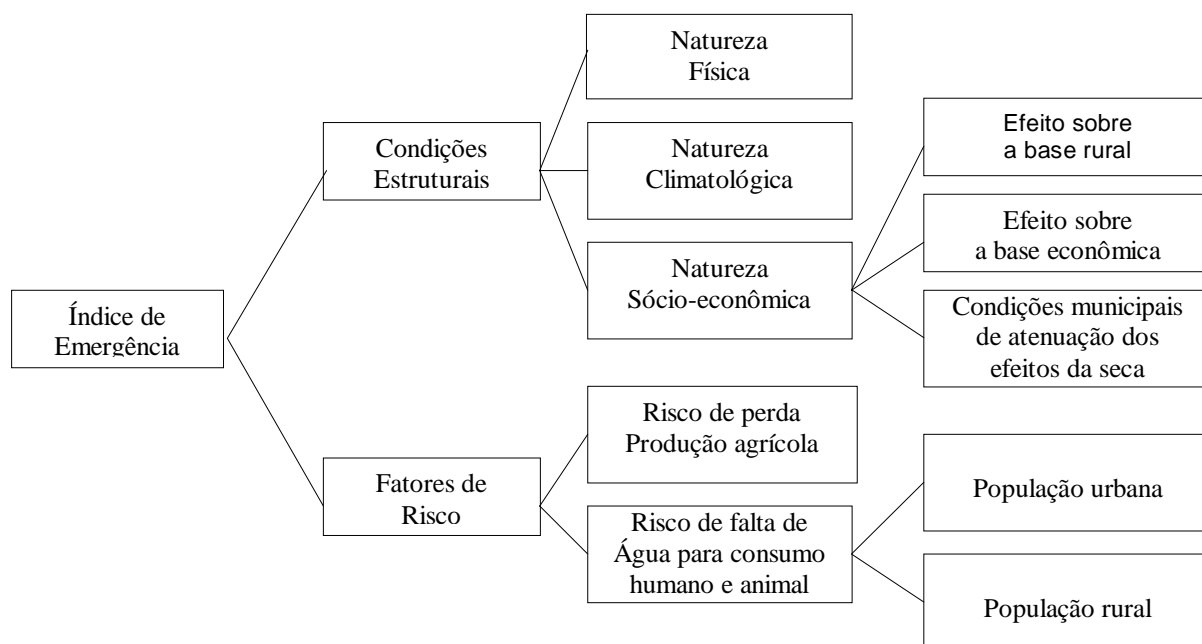 Natureza
Física
Condições
Estruturais
Natureza
Climatológica
Efeito sobre
a base rural
Efeito sobre
a base econômica
Natureza
Sócio-econômica
Condições municipais
de atenuação dos
efeitos da seca
Índice de
Emergência
Risco de perda
Produção agrícola
Fatores de
Risco
Risco de falta de
Água para consumo
humano e animal
População urbana
População rural